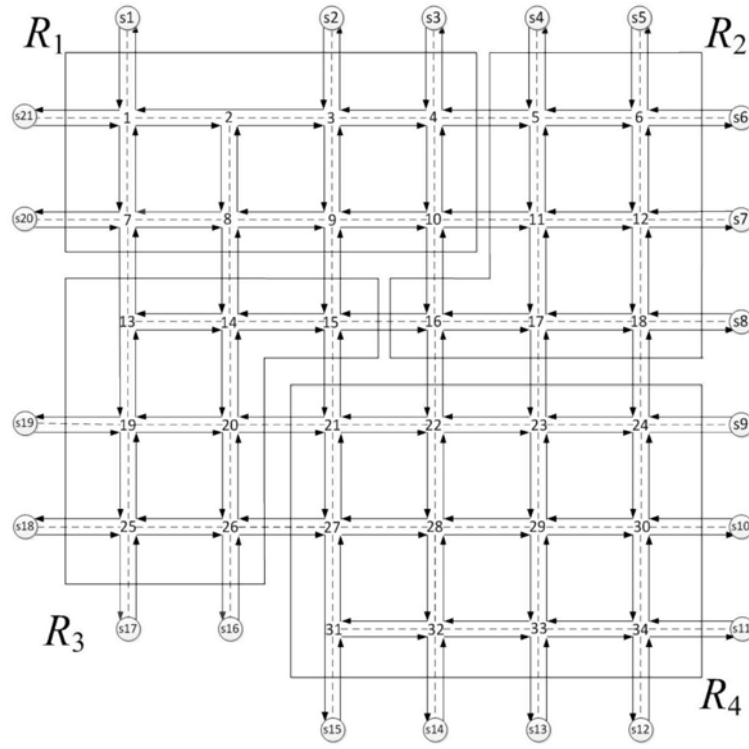 s1 s2 s3 s4 s5
R1 R2
s21 1 2 3 4 5 6 s6
s20 7 8 9 10 11 12 s7
13 14 15 16 17 18 s8
s19 19 20 21 22 23 24 s9
s18 25 26 27 28 29 30 s10
s17 s16 31 32 33 34 s11
R3
R4
s15 s14 s13 s12